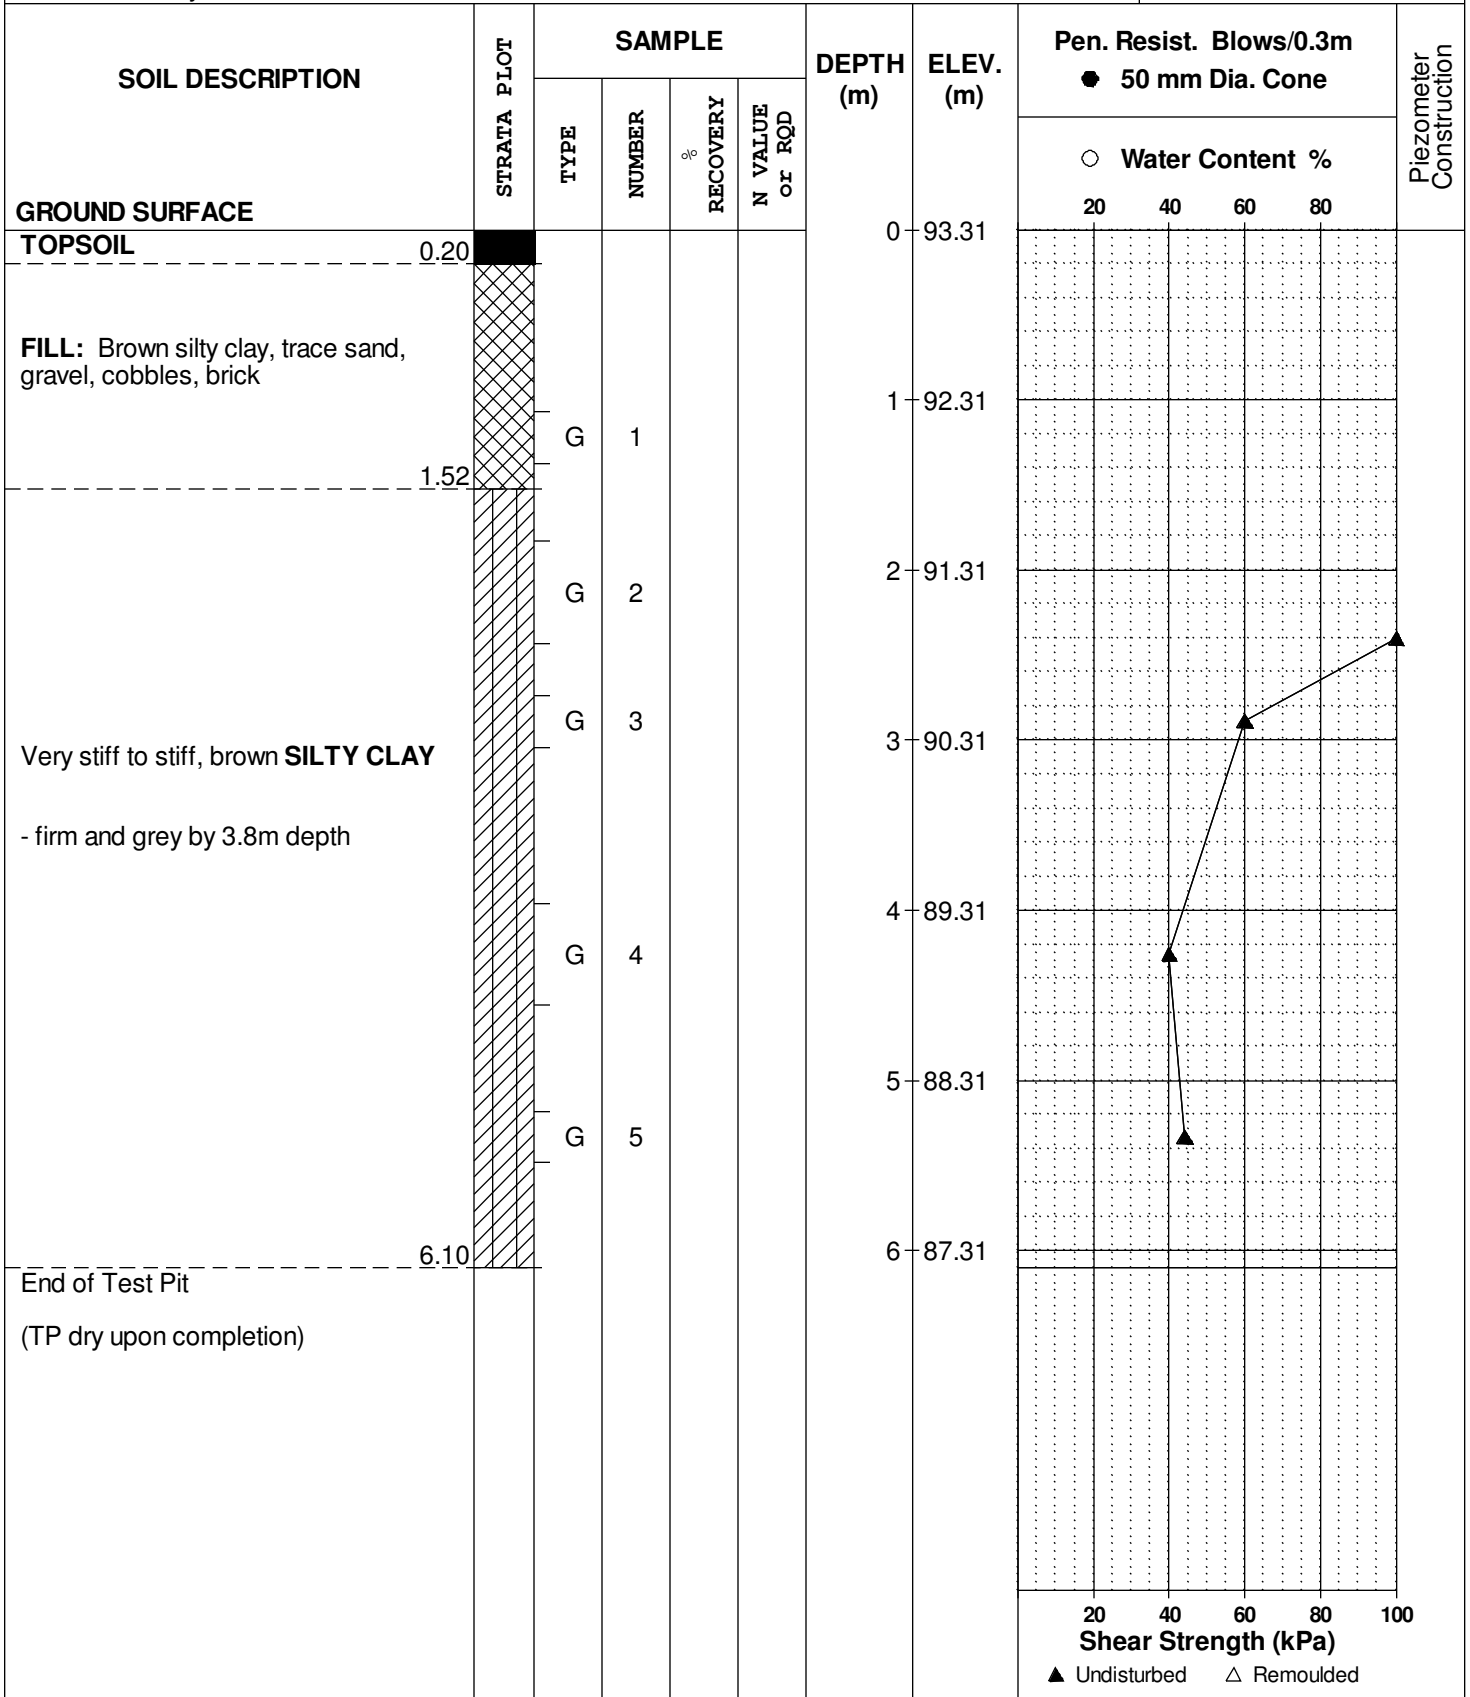 SOIL DESCRIPTION
GROUND SURFACE
STRATA PLOT
SAMPLE
TYPE
NUMBER
%
RECOVERY
N VALUE
or RQD
DEPTH
(m)
ELEV.
(m)
Pen. Resist. Blows/0.3m
● 50 mm Dia. Cone
○ Water Content %
20 40 60 80
Piezometer
Construction
TOPSOIL 0.20
0 93.31
FILL: Brown silty clay, trace sand,
gravel, cobbles, brick
1 92.31
G 1
1.52
2 91.31
G 2
G 3
3 90.31
Very stiff to stiff, brown SILTY CLAY
- firm and grey by 3.8m depth
4 89.31
G 4
5 88.31
G 5
6 87.31
6.10
End of Test Pit
(TP dry upon completion)
20 40 60 80 100
Shear Strength (kPa)
▲ Undisturbed △ Remoulded